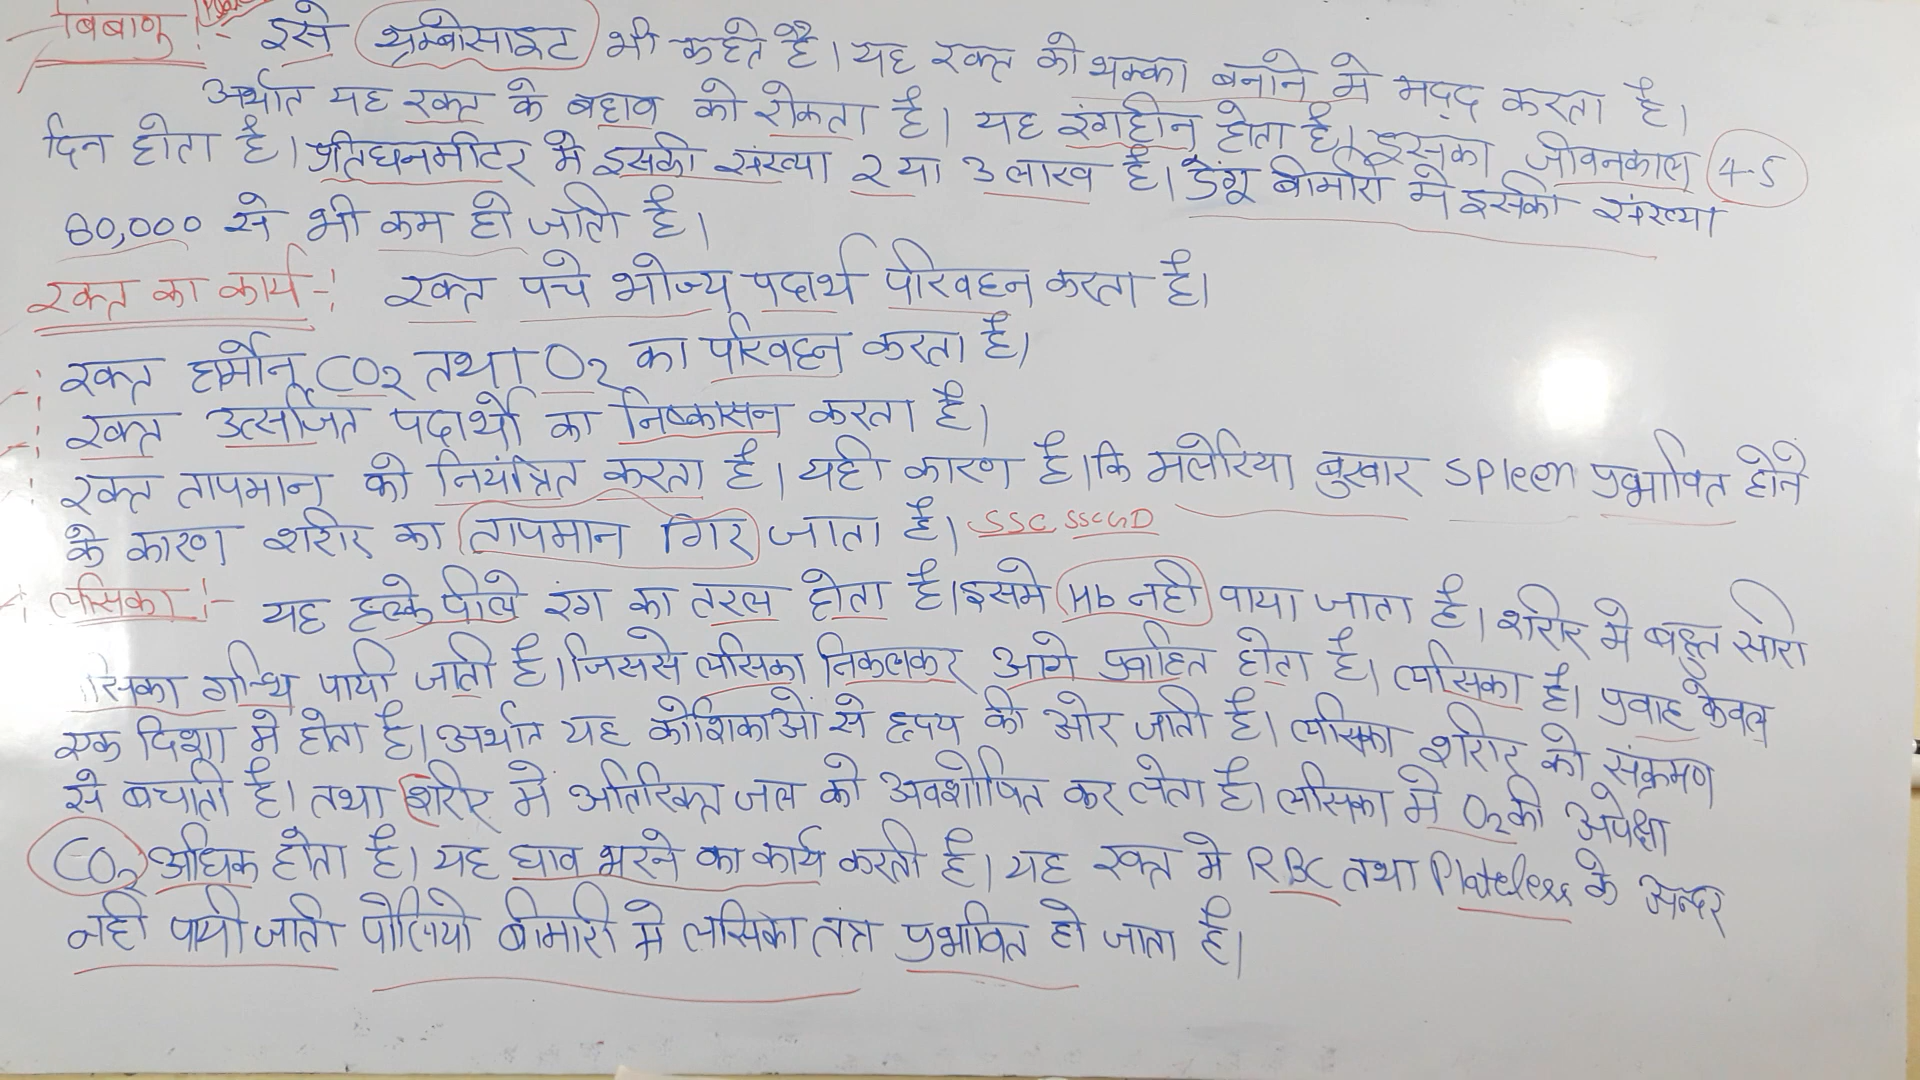 बिंबाणु :- इसे थ्रम्बोसाइट भी कहते है। यह रक्त को थक्का बनाने मे मद्द करता है।
अर्थात यह रक्त के बहाव को रोकता है। यह रंगहीन होता है। इसका जीवनकाल 4-5
दिन होता है। प्रतिघनमीटर मे इसकी संख्या 2 या 3 लाख है। डेंगू बीमारी मे इसकी संख्या
80,000 से भी कम हो जाती है।
रक्त का कार्य -: रक्त पचे भोज्य पदार्थ परिवहन करता है।
रक्त हार्मोन CO2 तथा O2 का परिवहन करता है।
रक्त उत्सर्जित पदार्थो का निष्कासन करता है।
रक्त तापमान को नियंत्रित करता है। यही कारण है। कि मलेरिया बुखार spleen प्रभावित होने
के कारण शरीर का तापमान गिर जाता है। SSC SSC GD
लसिका :- यह हल्के पीले रंग का तरल होता है। इसमे Hb नही पाया जाता है। शरीर मे बहुत सारी
सिका ग्रन्थि पायी जाती है। जिससे लसिका निकलकर आगे प्रवाहित होता है। लसिका है। प्रवाह केवल
एक दिशा मे होता है। अर्थात यह कोशिकाओं से हृदय की ओर जाती है। लसिका शरीर को संक्रमण
से बचाती है। तथा शरीर मे अतिरिक्त जल को अवशोषित कर लेता है। लसिका मे O2 की अपेक्षा
CO2 अधिक होता है। यह घाव भरने का कार्य करती है। यह रक्त मे RBC तथा Plateless के अन्दर
नही पायी जाती पोलियो बीमारी मे लसिका तंत्र प्रभावित हो जाता है।